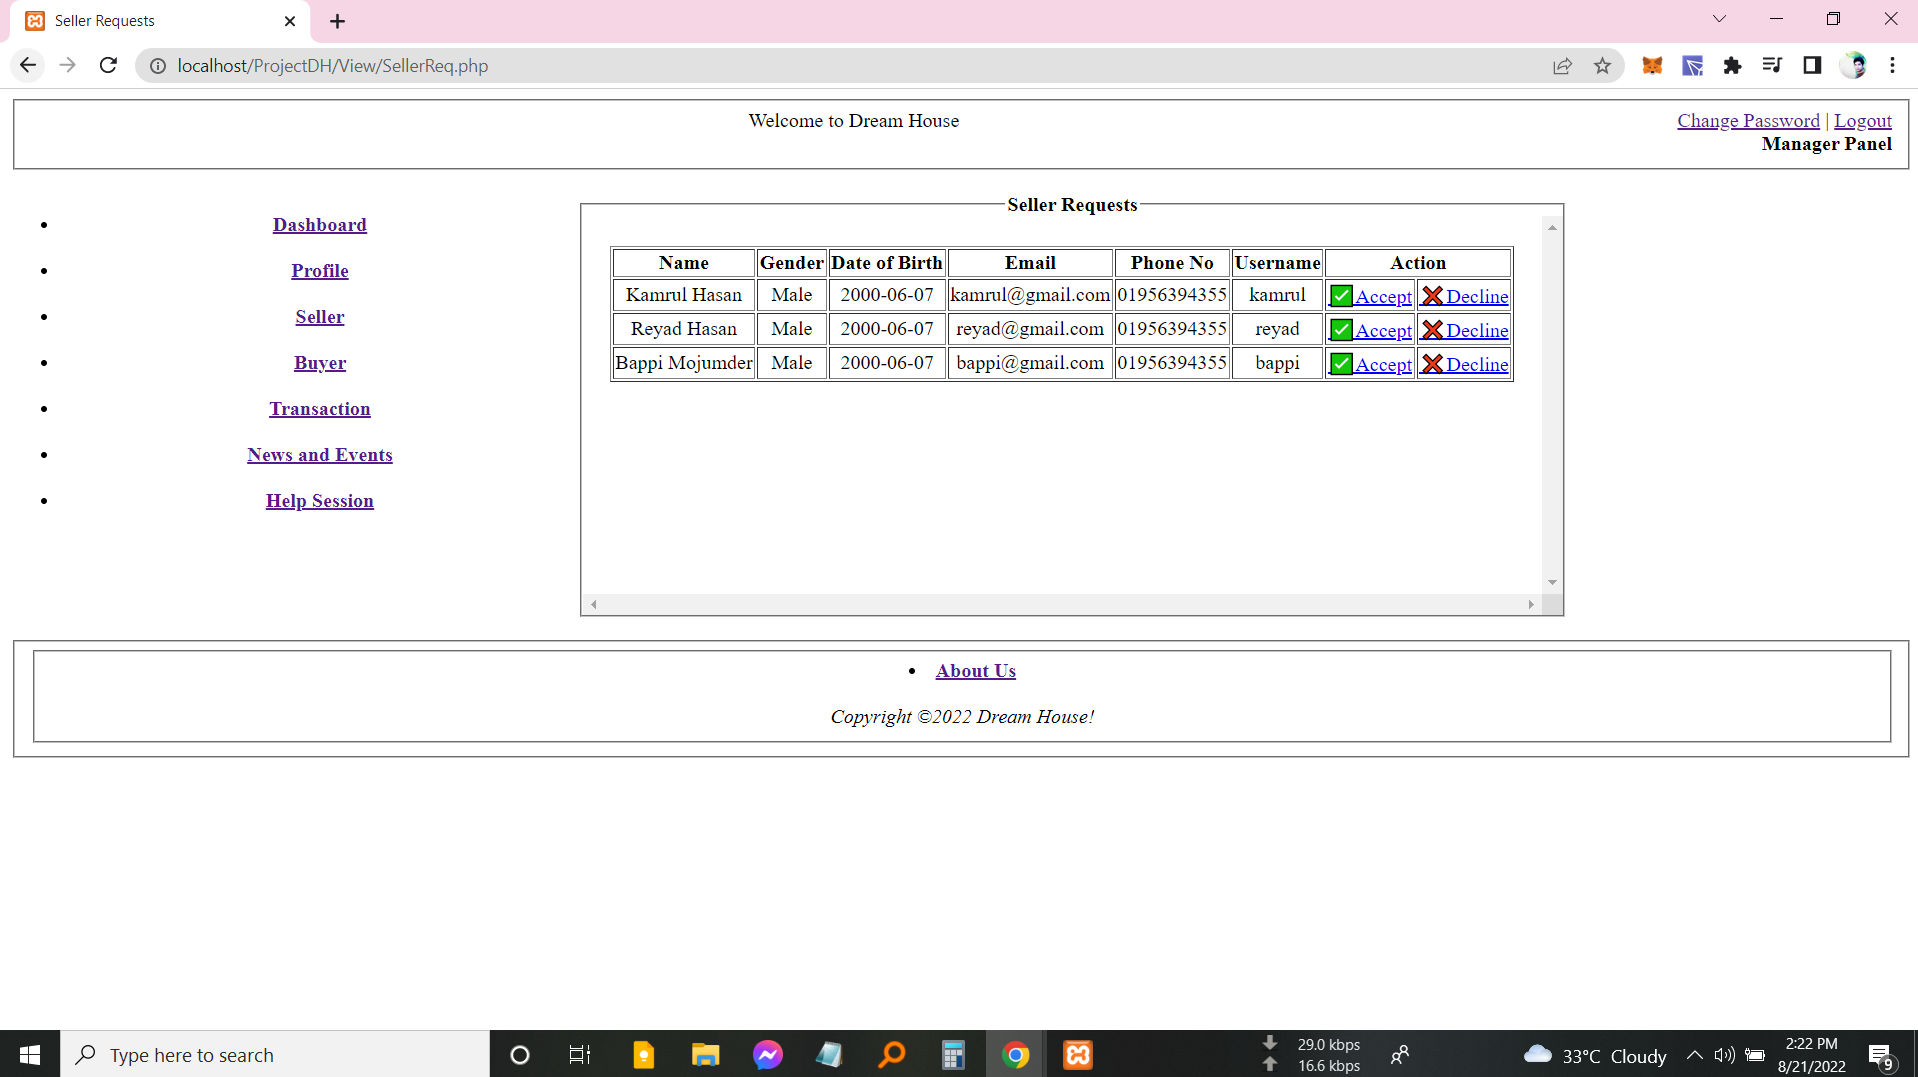 Seller Requests
localhost/ProjectDH/View/SellerReq.php
Welcome to Dream House
Change Password | Logout
Manager Panel
Dashboard
Profile
Seller
Buyer
Transaction
News and Events
Help Session
Seller Requests
Name Gender Date of Birth Email Phone No Username Action
Kamrul Hasan Male 2000-06-07 kamrul@gmail.com 01956394355 kamrul ✅ Accept ❌ Decline
Reyad Hasan Male 2000-06-07 reyad@gmail.com 01956394355 reyad ✅ Accept ❌ Decline
Bappi Mojumder Male 2000-06-07 bappi@gmail.com 01956394355 bappi ✅ Accept ❌ Decline
About Us
Copyright ©2022 Dream House!
Type here to search
29.0 kbps
16.6 kbps
33°C Cloudy
2:22 PM
8/21/2022
9